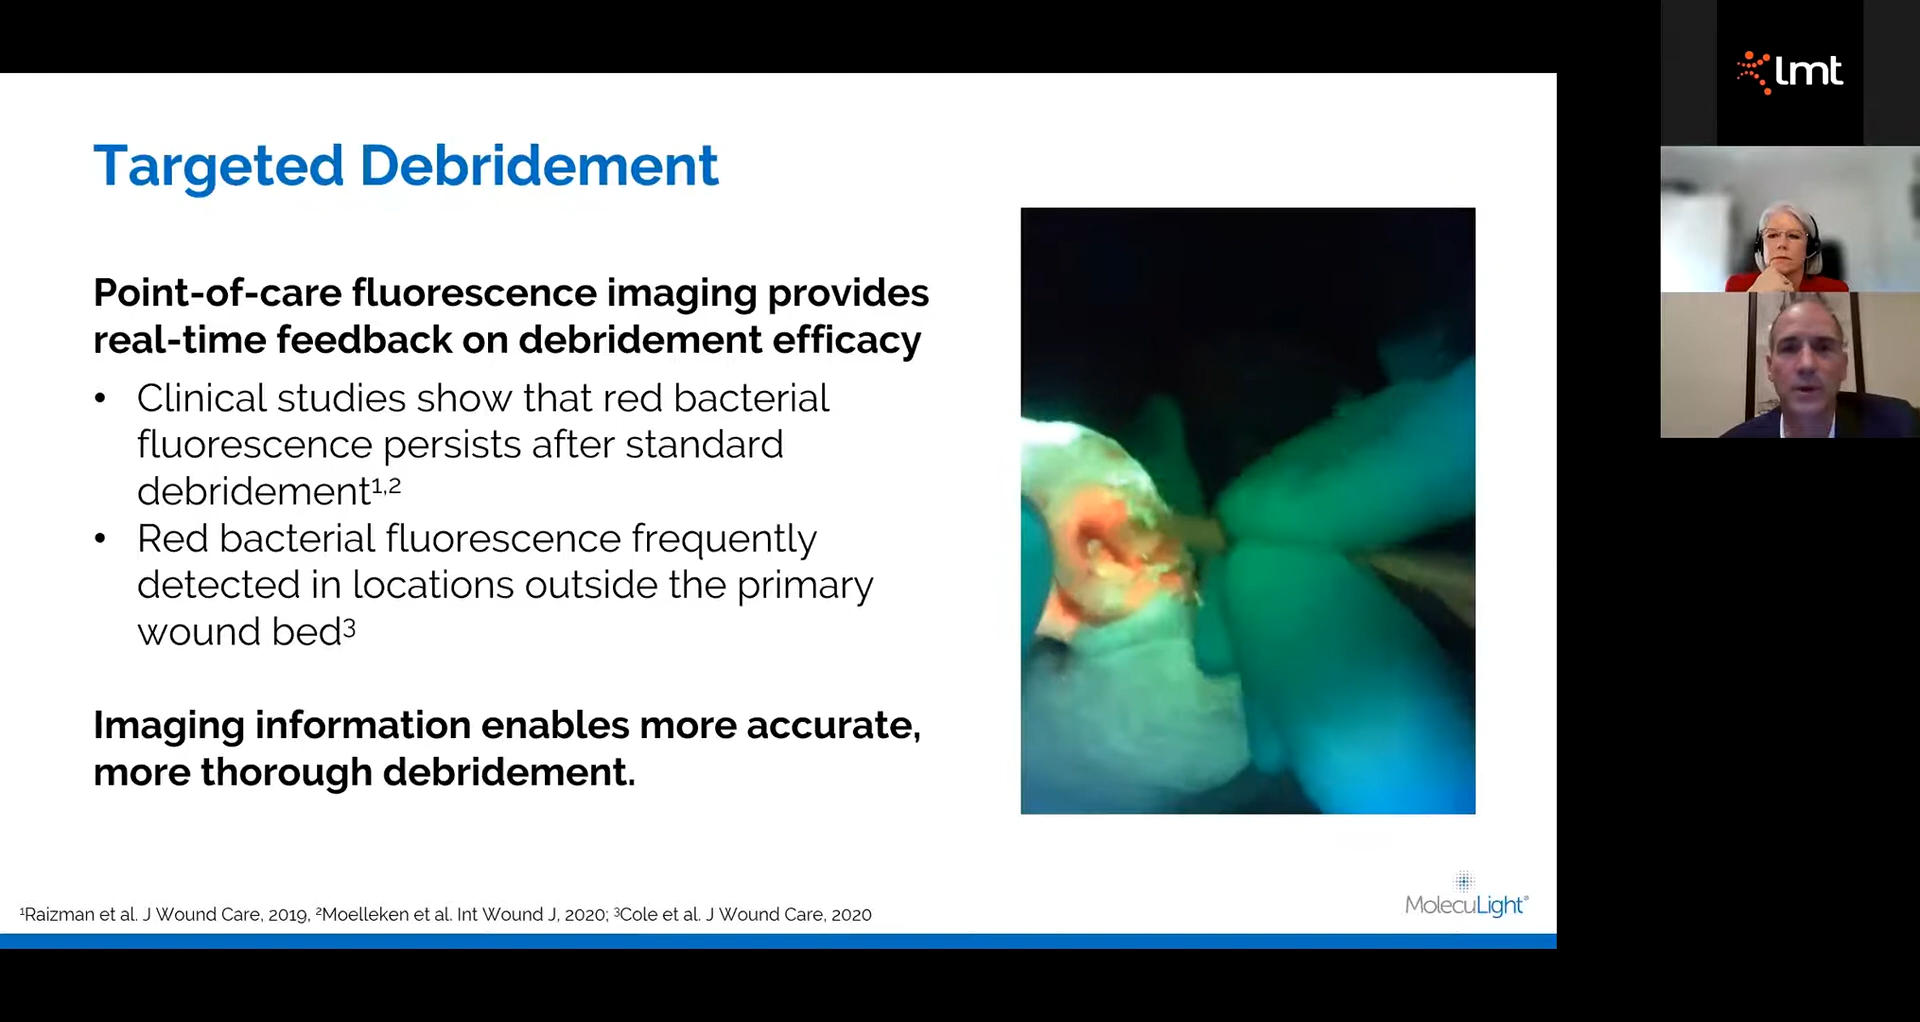 lmt
Targeted Debridement
Point-of-care fluorescence imaging provides
real-time feedback on debridement efficacy
• Clinical studies show that red bacterial
fluorescence persists after standard
debridement¹,²
• Red bacterial fluorescence frequently
detected in locations outside the primary
wound bed³
Imaging information enables more accurate,
more thorough debridement.
MolecuLight®
¹Raizman et al. J Wound Care, 2019, ²Moelleken et al. Int Wound J, 2020; ³Cole et al. J Wound Care, 2020